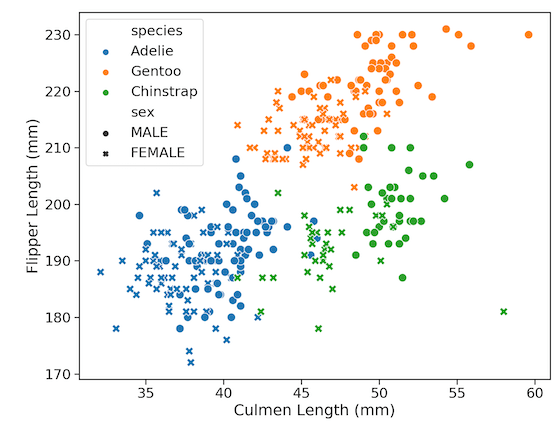 species
Adelie
Gentoo
Chinstrap
sex
MALE
FEMALE
Flipper Length (mm)
230
220
210
200
190
180
170
35 40 45 50 55 60
Culmen Length (mm)